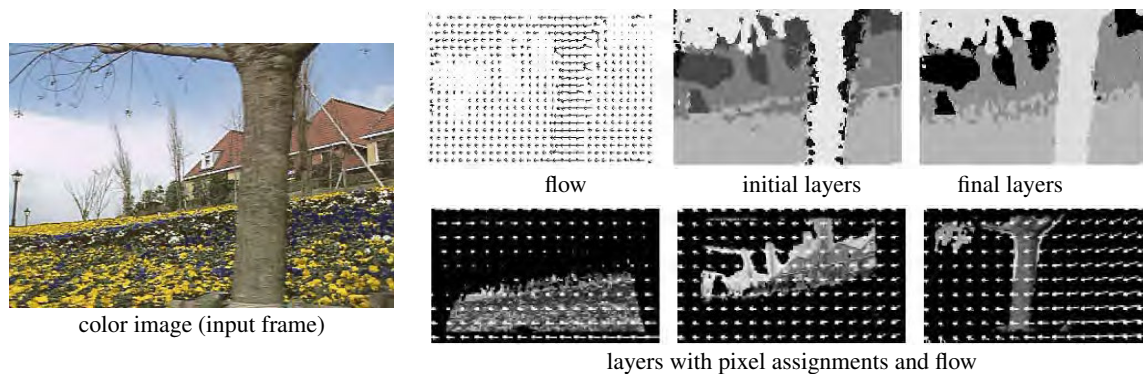 flow
initial layers
final layers
color image (input frame)
layers with pixel assignments and flow